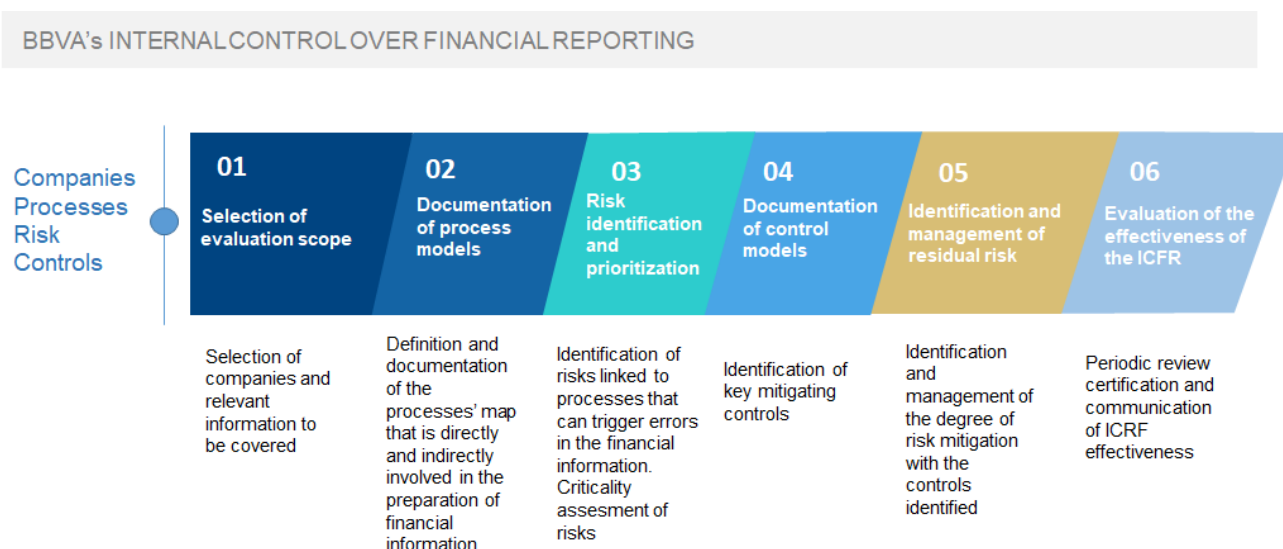 BBVA's INTERNAL CONTROL OVER FINANCIAL REPORTING
Companies
Processes
Risk
Controls
01
Selection of
evaluation scope
02
Documentation
of process
models
03
Risk
identification
and
prioritization
04
Documentation
of control
models
05
Identification and
management of
residual risk
06
Evaluation of the
effectiveness of
the ICFR
Selection of
companies and
relevant
information to
be covered
Definition and
documentation
of the
processes' map
that is directly
and indirectly
involved in the
preparation of
financial
information
Identification of
risks linked to
processes that
can trigger errors
in the financial
information.
Criticality
assesment of
risks
Identification of
key mitigating
controls
Identification
and
management of
the degree of
risk mitigation
with the
controls
identified
Periodic review
certification and
communication
of ICRF
effectiveness